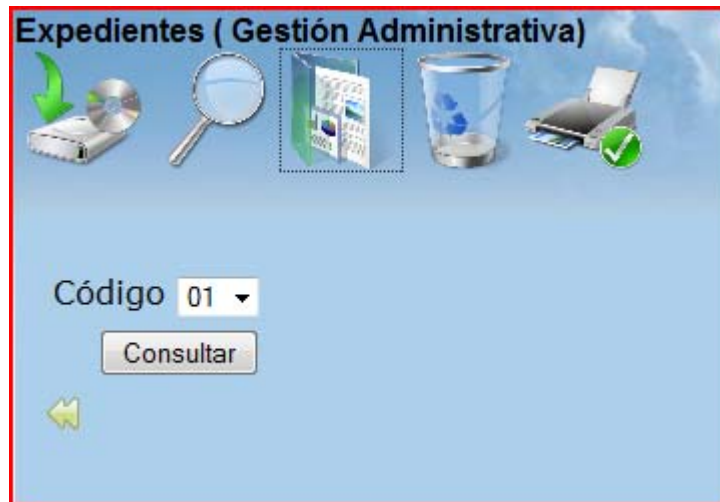 Expedientes ( Gestión Administrativa)
Código 01
Consultar